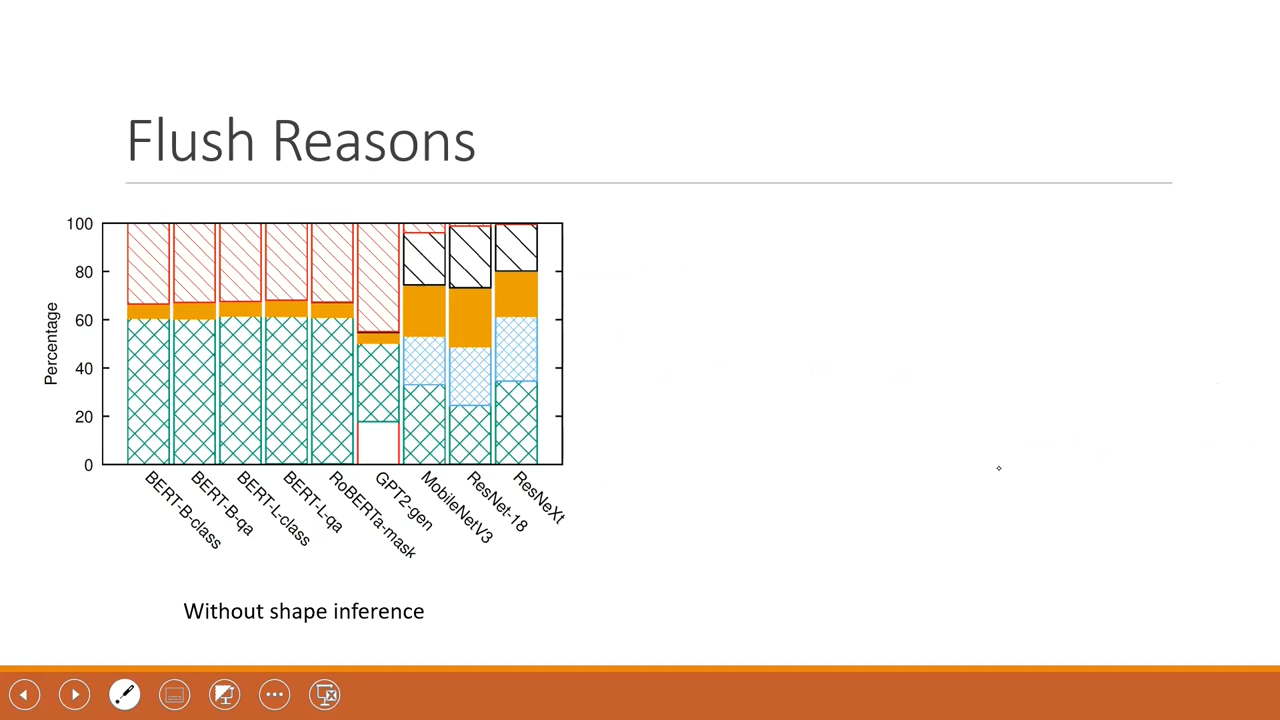 Flush Reasons
100
80
60
40
20
0
Percentage
BERT-B-class
BERT-B-qa
BERT-L-class
BERT-L-qa
RoBERTa-mask
GPT2-gen
MobileNetV3
ResNet-18
ResNeXt
Without shape inference